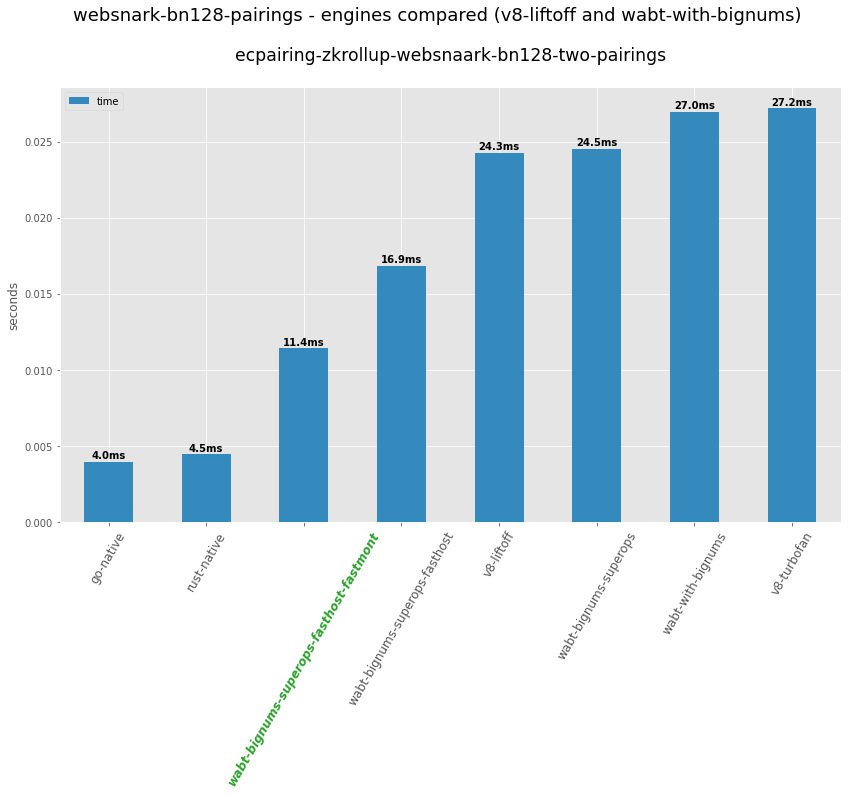 websnark-bn128-pairings - engines compared (v8-liftoff and wabt-with-bignums)
ecpairing-zkrollup-websnaark-bn128-two-pairings
time
seconds
0.025
0.020
0.015
0.010
0.005
0.000
4.0ms
4.5ms
11.4ms
16.9ms
24.3ms
24.5ms
27.0ms
27.2ms
go-native
rust-native
wabt-bignums-superops-fasthost-fastmont
wabt-bignums-superops-fasthost
v8-liftoff
wabt-bignums-superops
wabt-with-bignums
v8-turbofan